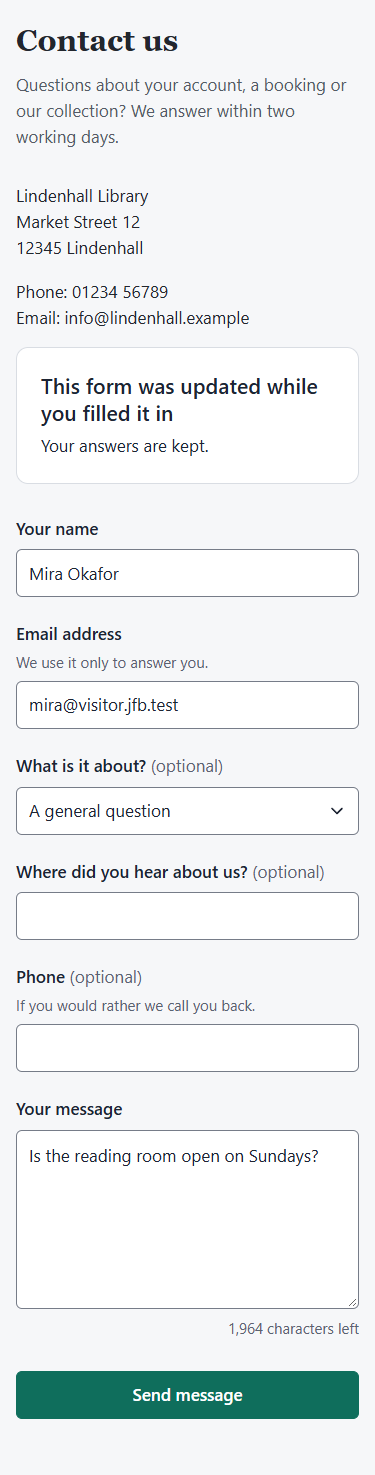 Contact us
Questions about your account, a booking or
our collection? We answer within two
working days.
Lindenhall Library
Market Street 12
12345 Lindenhall
Phone: 01234 56789
Email: info@lindenhall.example
This form was updated while
you filled it in
Your answers are kept.
Your name
Mira Okafor
Email address
We use it only to answer you.
mira@visitor.jfb.test
What is it about? (optional)
A general question
Where did you hear about us? (optional)
Phone (optional)
If you would rather we call you back.
Your message
Is the reading room open on Sundays?
1,964 characters left
Send message